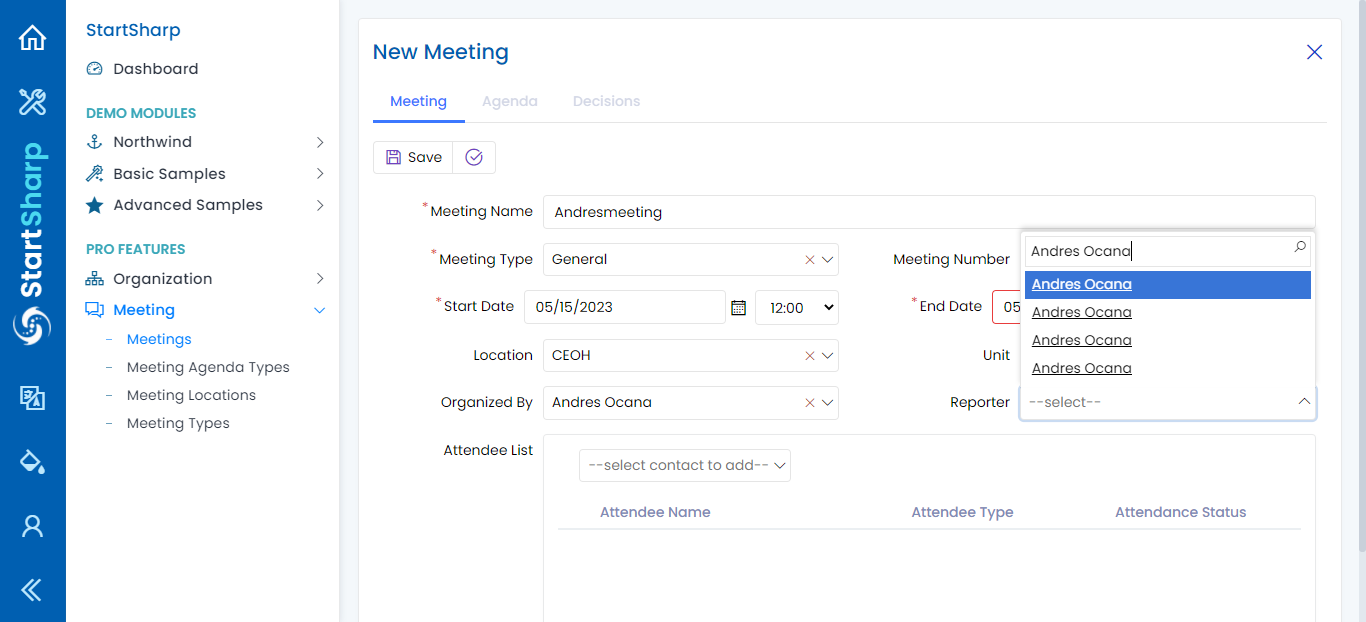 StartSharp
StartSharp
Dashboard
DEMO MODULES
Northwind
Basic Samples
Advanced Samples
PRO FEATURES
Organization
Meeting
Meetings
Meeting Agenda Types
Meeting Locations
Meeting Types
New Meeting
Meeting Agenda Decisions
Save
*Meeting Name Andresmeeting
*Meeting Type General
Meeting Number
Andres Ocana
Andres Ocana
Andres Ocana
Andres Ocana
Andres Ocana
*Start Date 05/15/2023 12:00
*End Date 05
Location CEOH
Unit
Organized By Andres Ocana
Reporter --select--
Attendee List
--select contact to add--
Attendee Name Attendee Type Attendance Status